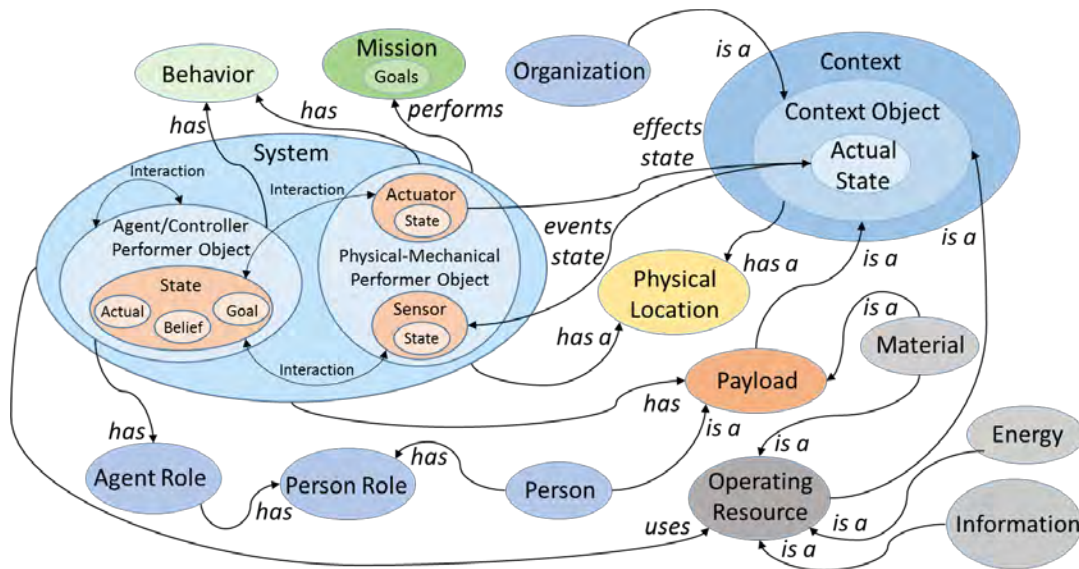 Mission
Goals
Behavior
Organization
is a
is a
Context
Context Object
Actual
State
has
has
performs
effects
state
System
Interaction
Interaction
Actuator
State
Agent/Controller
Performer Object
Physical-Mechanical
Performer Object
events
state
State
Actual
Belief
Goal
Sensor
State
Interaction
Physical
Location
has a
has a
is a
is a
Material
Payload
has
is a
is a
has
Agent Role
has
Person Role
has
Person
Operating
Resource
uses
Energy
is a
Information
is a